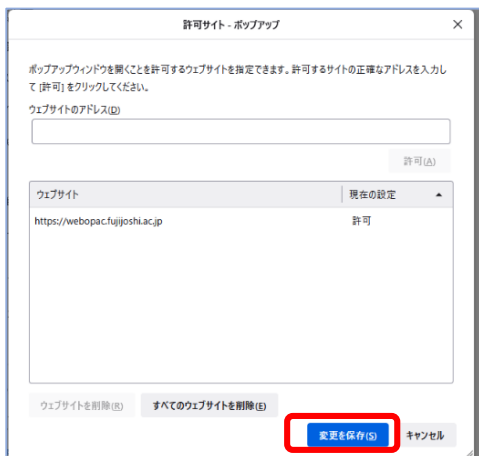 許可サイト - ポップアップ
ポップアップウィンドウを開くことを許可するウェブサイトを指定できます。許可するサイトの正確なアドレスを入力し
て [許可] をクリックしてください。
ウェブサイトのアドレス(D)
許可(A)
ウェブサイト 現在の設定
https://webopac.fujijoshi.ac.jp 許可
ウェブサイトを削除(R) すべてのウェブサイトを削除(E)
変更を保存(S) キャンセル